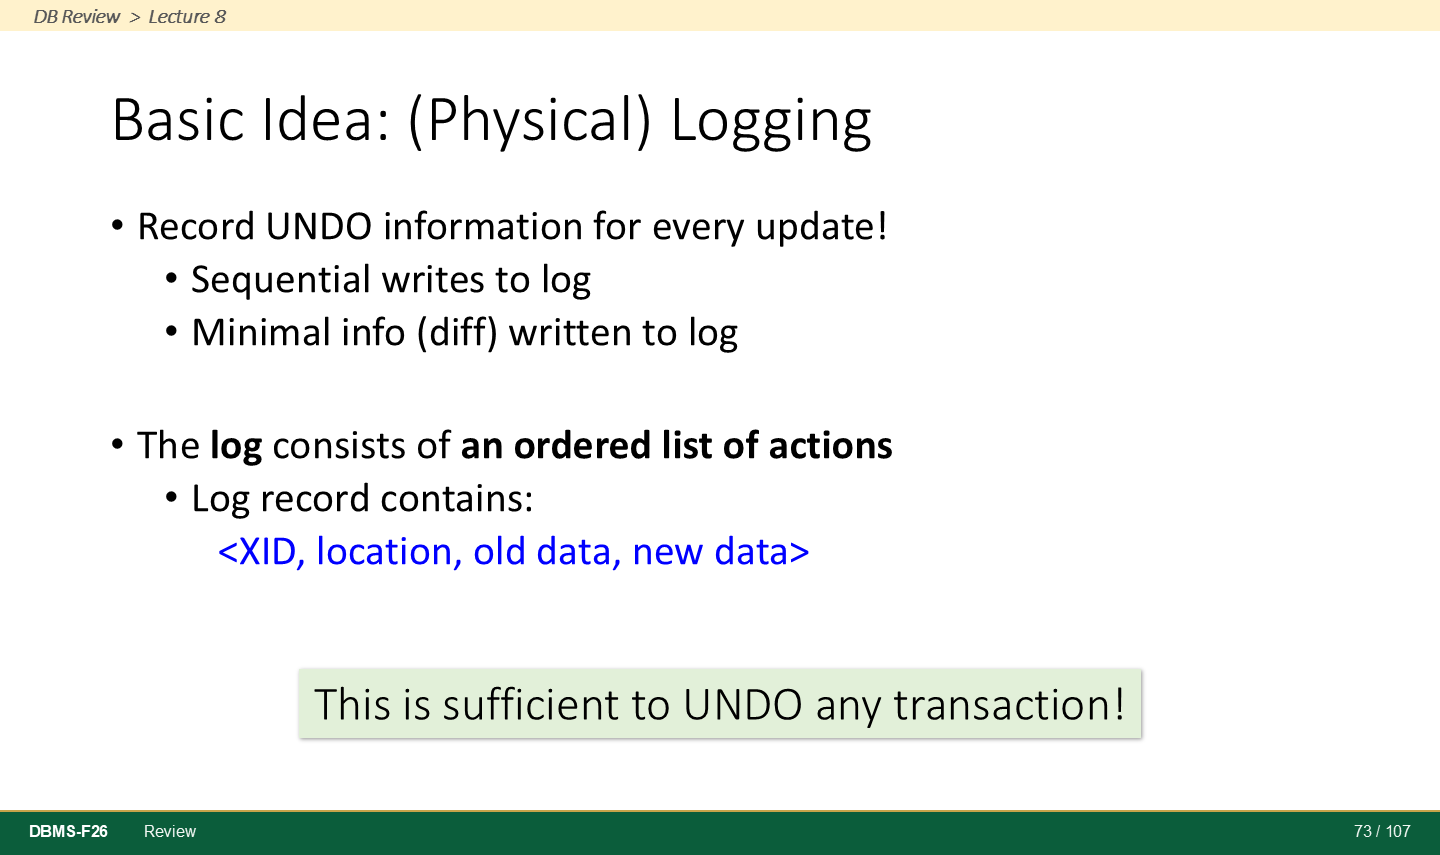 DB Review > Lecture 8
Basic Idea: (Physical) Logging
• Record UNDO information for every update!
• Sequential writes to log
• Minimal info (diff) written to log
• The log consists of an ordered list of actions
• Log record contains:
<XID, location, old data, new data>
This is sufficient to UNDO any transaction!
DBMS-F26 Review 73 / 107